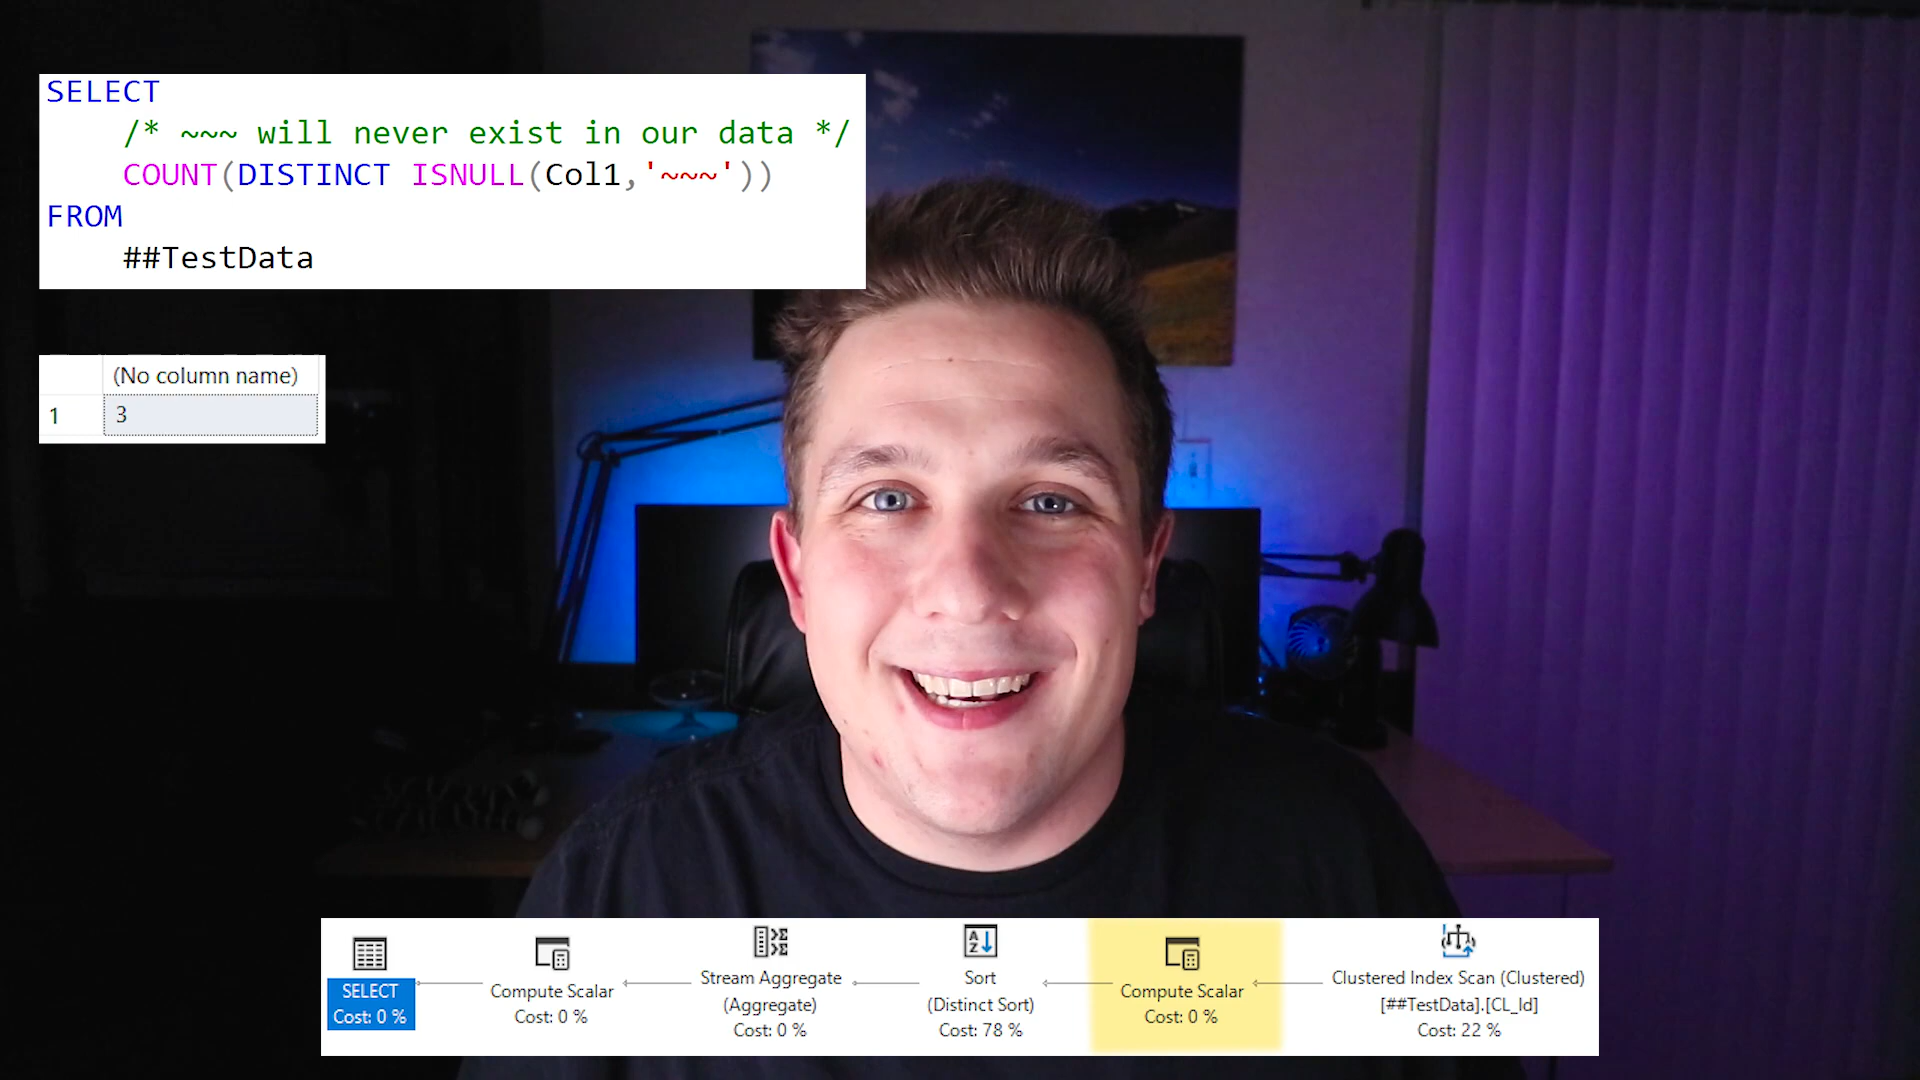 SELECT
/* ~~~ will never exist in our data */
COUNT(DISTINCT ISNULL(Col1,'~~~'))
FROM
##TestData
(No column name)
1 3
SELECT
Cost: 0 %
Compute Scalar
Cost: 0 %
Stream Aggregate
(Aggregate)
Cost: 0 %
Sort
(Distinct Sort)
Cost: 78 %
Compute Scalar
Cost: 0 %
Clustered Index Scan (Clustered)
[##TestData].[CL_Id]
Cost: 22 %